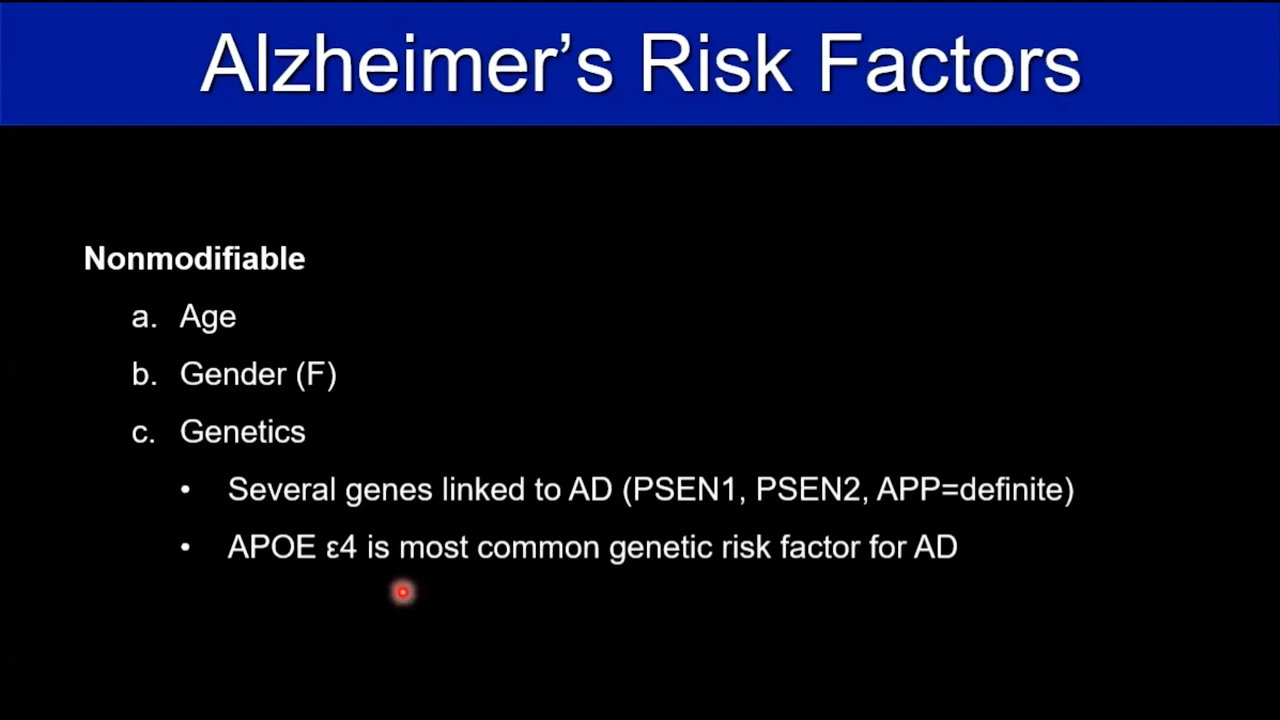 Alzheimer’s Risk Factors
Nonmodifiable
a. Age
b. Gender (F)
c. Genetics
• Several genes linked to AD (PSEN1, PSEN2, APP=definite)
• APOE ε4 is most common genetic risk factor for AD